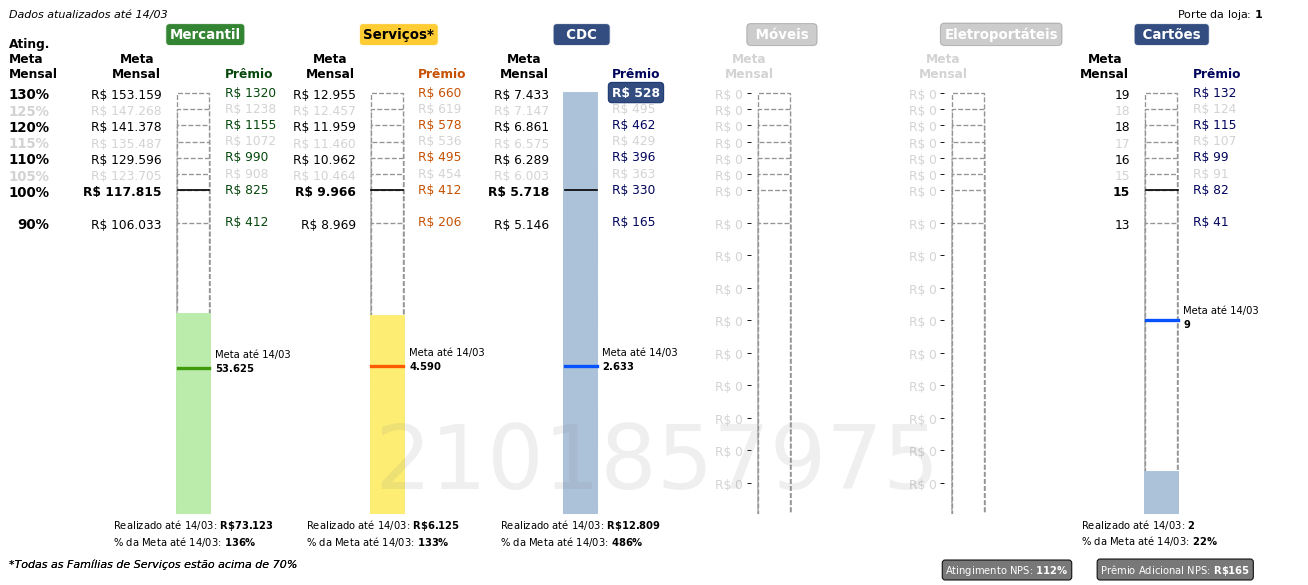 Dados atualizados até 14/03
Porte da loja: 1
Mercantil Serviços* CDC Móveis Eletroportáteis Cartões
Ating. Meta Mensal
Meta Mensal Prêmio Meta Mensal Prêmio Meta Mensal Prêmio Meta Mensal Meta Mensal Meta Mensal Prêmio
130% R$ 153.159 R$ 1320 R$ 12.955 R$ 660 R$ 7.433 R$ 528 R$ 0 R$ 0 19 R$ 132
125% R$ 147.268 R$ 1238 R$ 12.457 R$ 619 R$ 7.147 R$ 495 R$ 0 R$ 0 18 R$ 124
120% R$ 141.378 R$ 1155 R$ 11.959 R$ 578 R$ 6.861 R$ 462 R$ 0 R$ 0 18 R$ 115
115% R$ 135.487 R$ 1072 R$ 11.460 R$ 536 R$ 6.575 R$ 429 R$ 0 R$ 0 17 R$ 107
110% R$ 129.596 R$ 990 R$ 10.962 R$ 495 R$ 6.289 R$ 396 R$ 0 R$ 0 16 R$ 99
105% R$ 123.705 R$ 908 R$ 10.464 R$ 454 R$ 6.003 R$ 363 R$ 0 R$ 0 15 R$ 91
100% R$ 117.815 R$ 825 R$ 9.966 R$ 412 R$ 5.718 R$ 330 R$ 0 R$ 0 15 R$ 82
90% R$ 106.033 R$ 412 R$ 8.969 R$ 206 R$ 5.146 R$ 165 R$ 0 R$ 0 13 R$ 41
R$ 0 R$ 0
R$ 0 R$ 0
R$ 0 R$ 0
R$ 0 R$ 0
R$ 0 R$ 0
R$ 0 R$ 0
R$ 0 R$ 0
R$ 0 R$ 0
Meta até 14/03
53.625
Meta até 14/03
4.590
Meta até 14/03
2.633
Meta até 14/03
9
2101857975
Realizado até 14/03: R$73.123
% da Meta até 14/03: 136%
Realizado até 14/03: R$6.125
% da Meta até 14/03: 133%
Realizado até 14/03: R$12.809
% da Meta até 14/03: 486%
Realizado até 14/03: 2
% da Meta até 14/03: 22%
*Todas as Famílias de Serviços estão acima de 70%
Atingimento NPS: 112%
Prêmio Adicional NPS: R$165